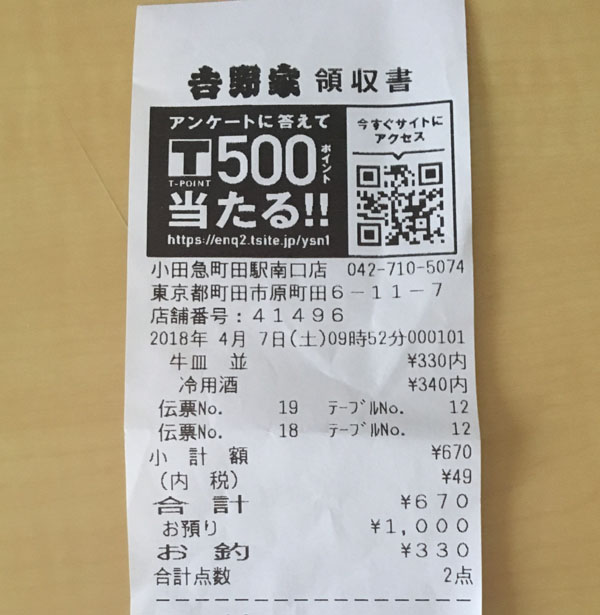 吉野家 領収書
アンケートに答えて
T 500 ポイント
T-POINT
当たる!!
https://enq2.tsite.jp/ysn1
今すぐサイトに
アクセス
小田急町田駅南口店 042-710-5074
東京都町田市原町田6-11-7
店舗番号:41496
2018年 4月 7日(土)09時52分000101
牛皿 並 ¥330内
冷用酒 ¥340内
伝票No. 19 テーブルNo. 12
伝票No. 18 テーブルNo. 12
小計額 ¥670
(内 税) ¥49
合計 ¥670
お預り ¥1,000
お釣 ¥330
合計点数 2点